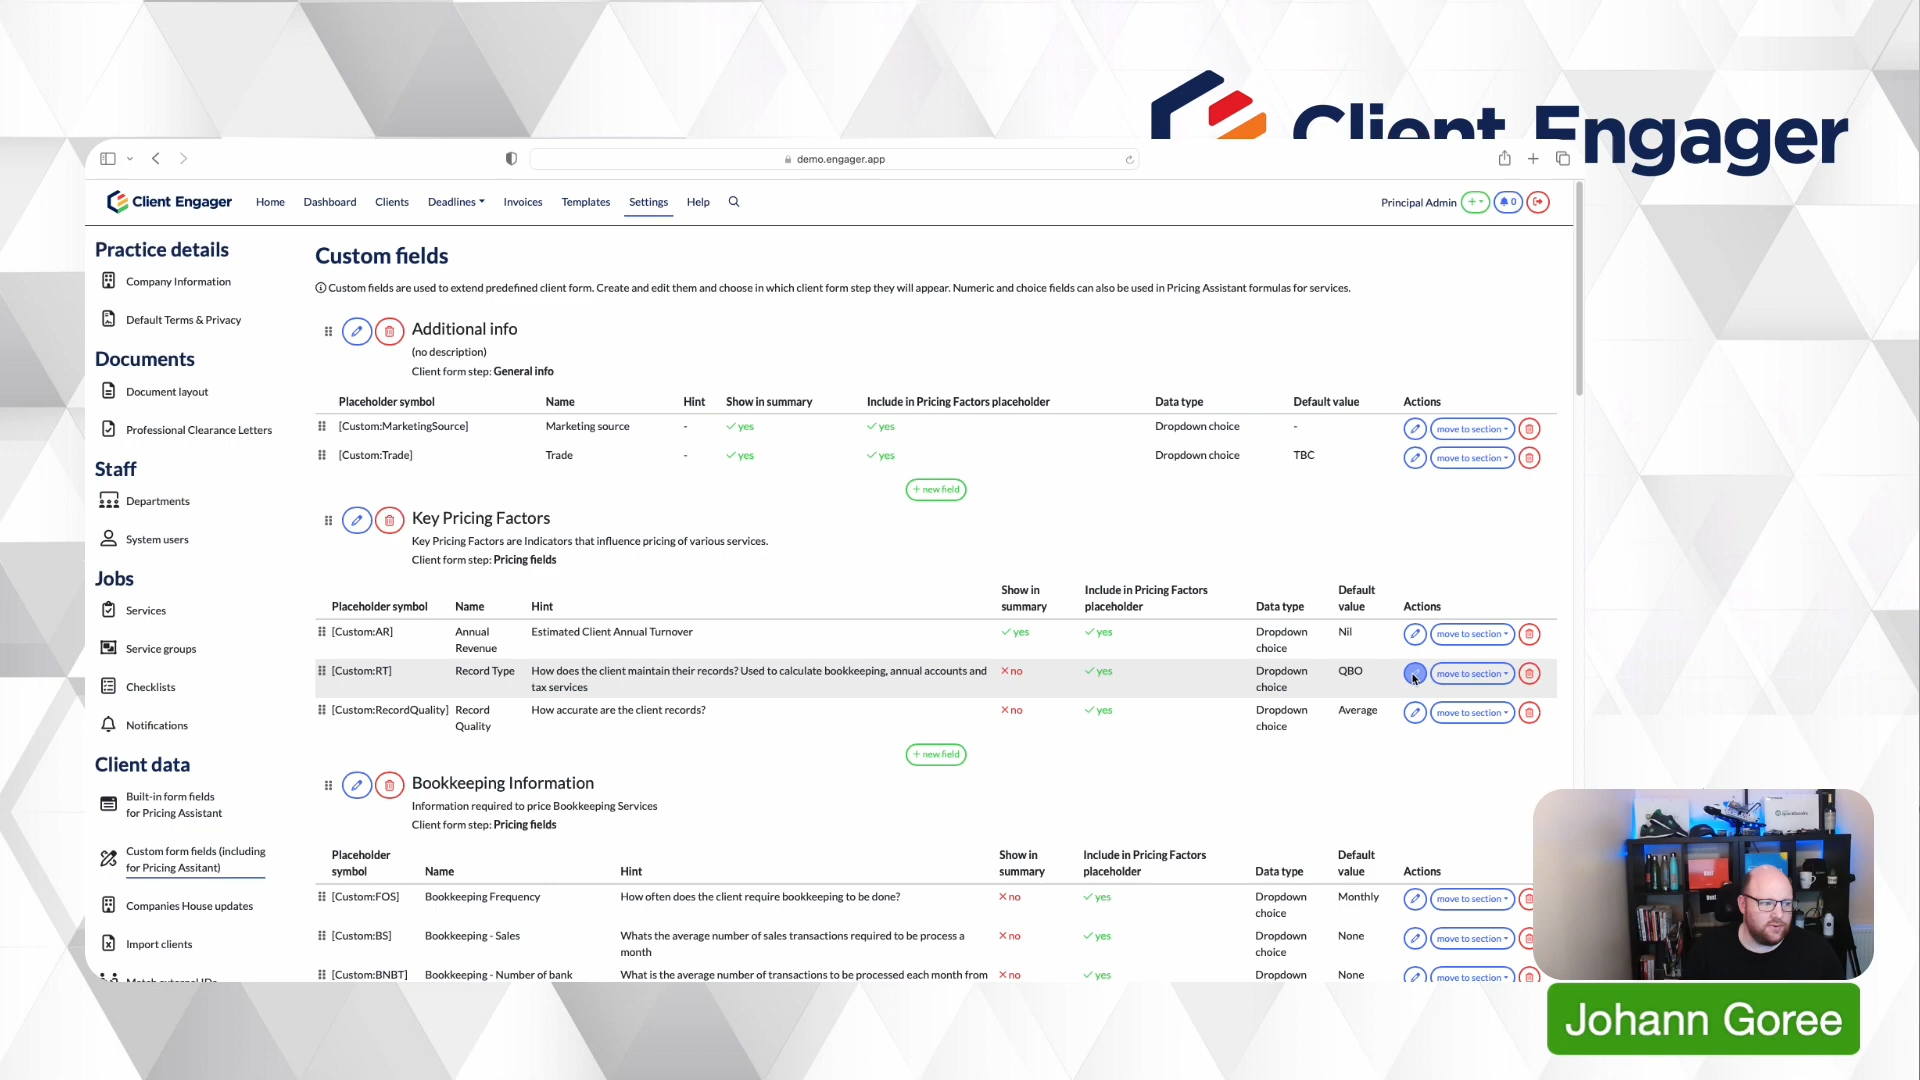 Client Engager
demo.engager.app
Client Engager
Home
Dashboard
Clients
Deadlines
Invoices
Templates
Settings
Help
Principal Admin
+
0
Practice details
Company Information
Default Terms & Privacy
Documents
Document layout
Professional Clearance Letters
Staff
Departments
System users
Jobs
Services
Service groups
Checklists
Notifications
Client data
Built-in form fields
for Pricing Assistant
Custom form fields (including
for Pricing Assitant)
Companies House updates
Import clients
Match external IDs
Custom fields
Custom fields are used to extend predefined client form. Create and edit them and choose in which client form step they will appear. Numeric and choice fields can also be used in Pricing Assistant formulas for services.
Additional info
(no description)
Client form step: General info
Placeholder symbol Name Hint Show in summary Include in Pricing Factors placeholder Data type Default value Actions
[Custom:MarketingSource] Marketing source - yes yes Dropdown choice - move to section
[Custom:Trade] Trade - yes yes Dropdown choice TBC move to section
+ new field
Key Pricing Factors
Key Pricing Factors are Indicators that influence pricing of various services.
Client form step: Pricing fields
Show in Include in Pricing Factors Default
Placeholder symbol Name Hint summary placeholder Data type value Actions
[Custom:AR] Annual Estimated Client Annual Turnover yes yes Dropdown Nil move to section
Revenue choice
[Custom:RT] Record Type How does the client maintain their records? Used to calculate bookkeeping, annual accounts and no yes Dropdown QBO move to section
tax services choice
[Custom:RecordQuality] Record How accurate are the client records? no yes Dropdown Average move to section
Quality choice
+ new field
Bookkeeping Information
Information required to price Bookkeeping Services
Client form step: Pricing fields
Placeholder Show in Include in Pricing Factors Default
symbol Name Hint summary placeholder Data type value Actions
[Custom:FOS] Bookkeeping Frequency How often does the client require bookkeeping to be done? no yes Dropdown Monthly move to section
choice
[Custom:BS] Bookkeeping - Sales Whats the average number of sales transactions required to be process a no yes Dropdown None move to section
month choice
[Custom:BNBT] Bookkeeping - Number of bank What is the average number of transactions to be processed each month from no yes Dropdown None move to section
quickbooks
Johann Goree